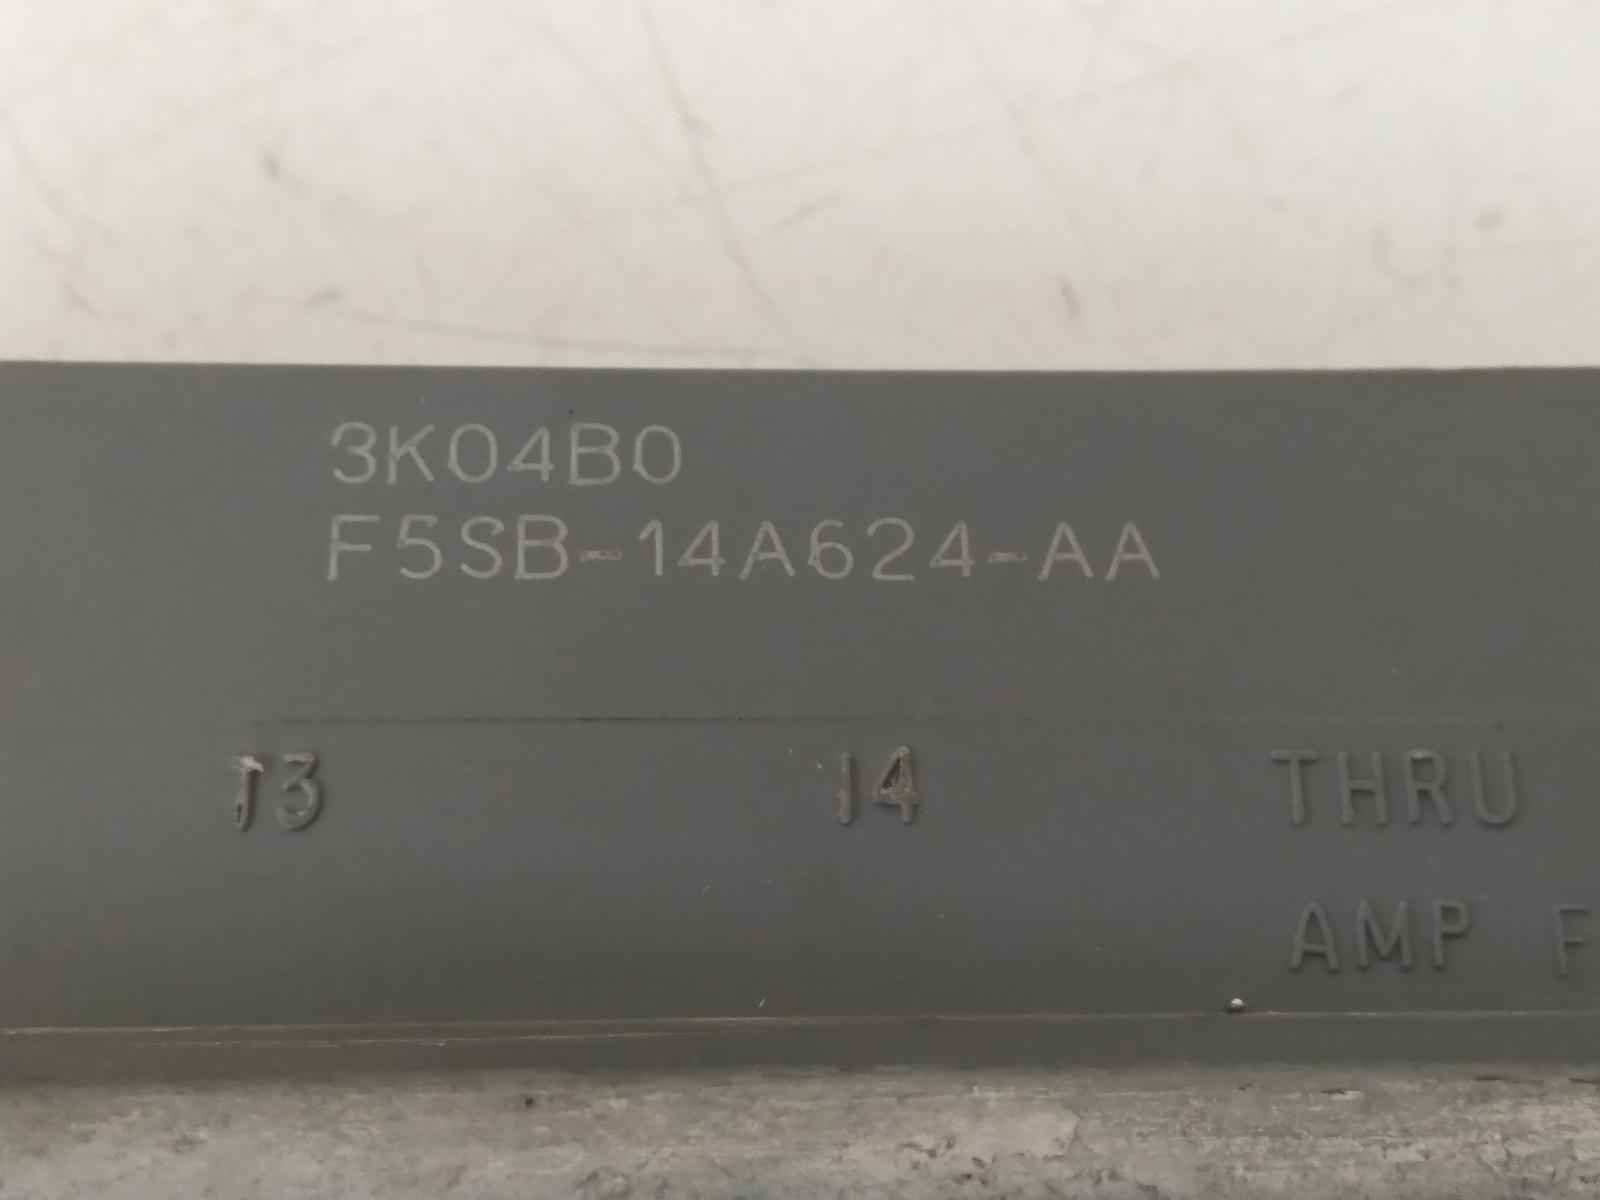 3K04B0
F5SB-14A624-AA
13 14 THRU
AMP F